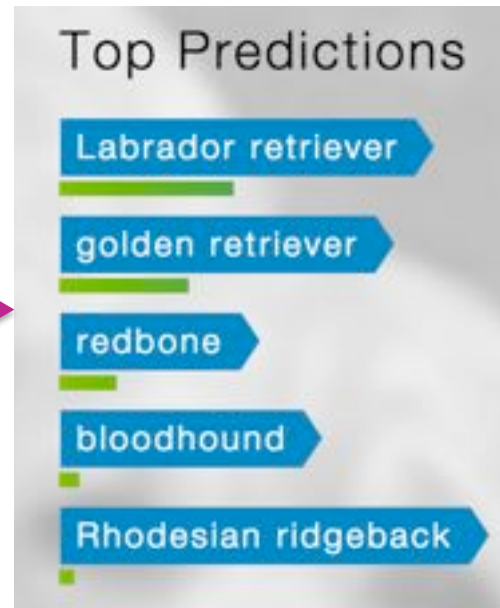 Top Predictions
Labrador retriever
golden retriever
redbone
bloodhound
Rhodesian ridgeback